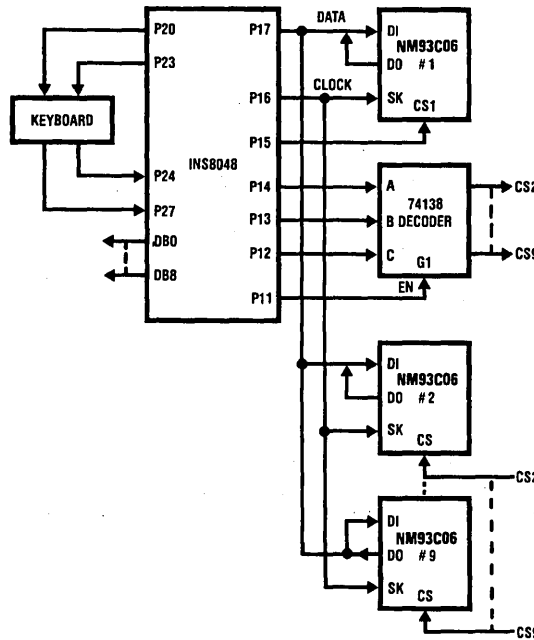 P20
P23
KEYBOARD
P24
P27
DB0
DB8
INS8048
P17
P16
P15
P14
P13
P12
P11
DATA
CLOCK
DI
DO
SK
NM93C06
#1
CS1
A
B
C
74138
DECODER
G1
EN
CS2
CS9
DI
DO
SK
NM93C06
#2
CS
CS2
DI
DO
SK
NM93C06
#9
CS
CS9